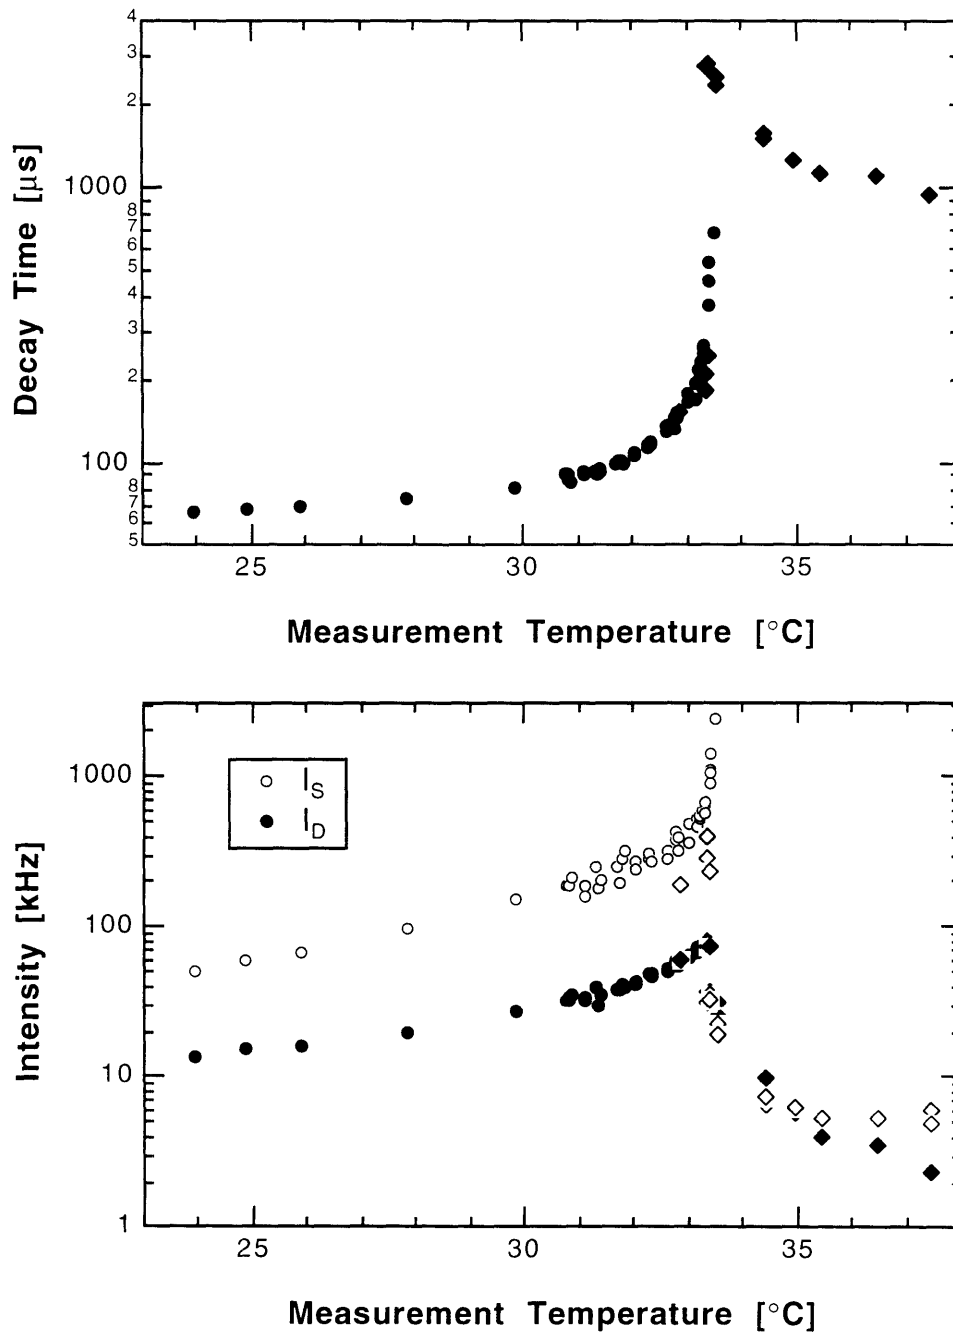 4
3
2
1000
8
7
6
5
4
3
2
100
8
7
6
5
Decay Time [μs]
25 30 35
Measurement Temperature [°C]
1000
100
10
1
Intensity [kHz]
I_S
I_D
25 30 35
Measurement Temperature [°C]